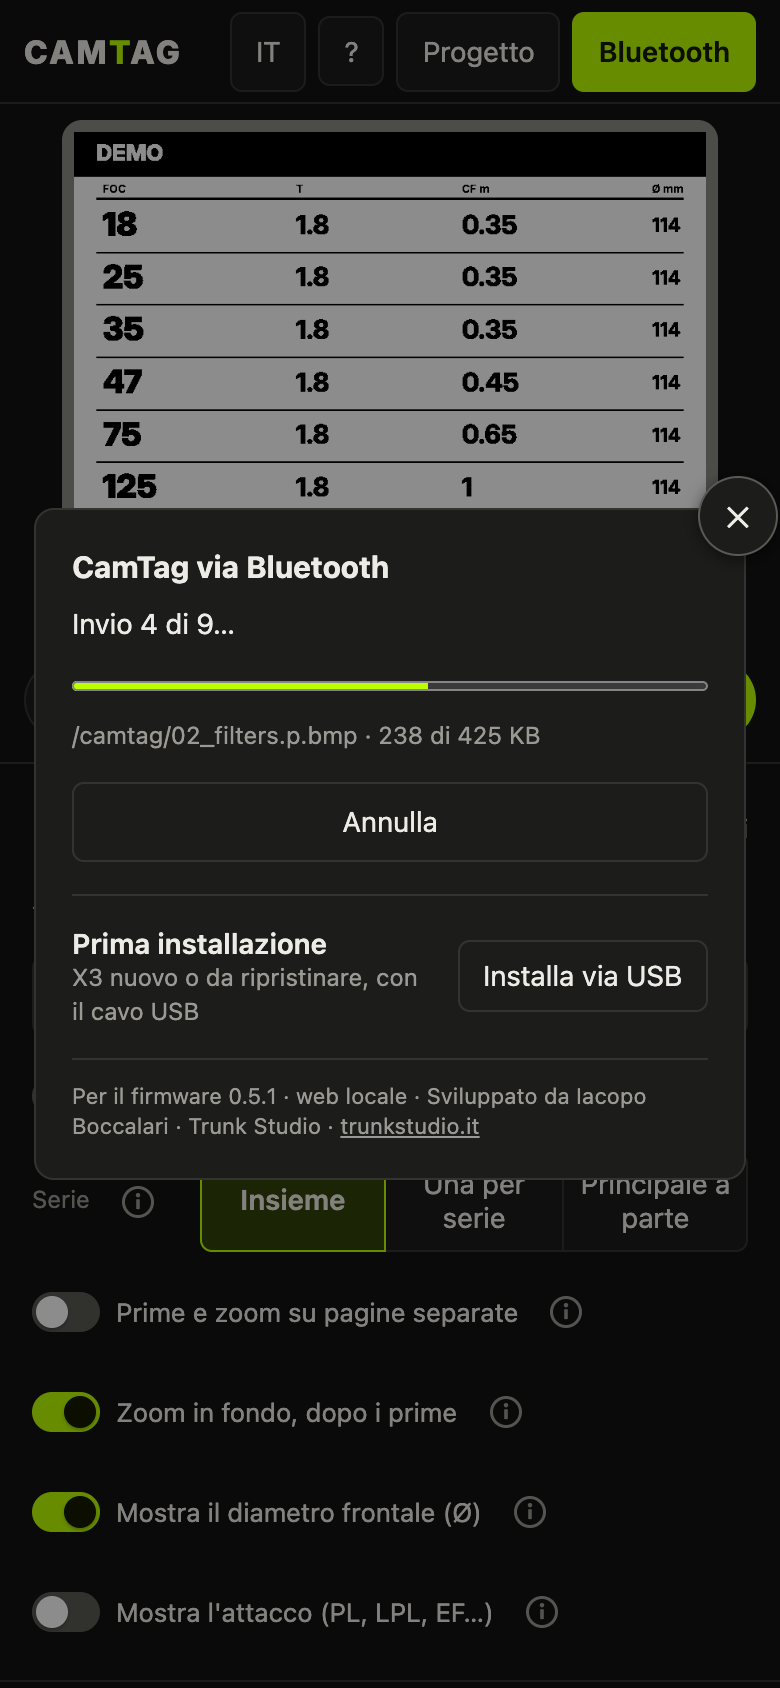 CAMTAG
IT
?
Progetto
Bluetooth
DEMO
FOC T CF m Ø mm
18 1.8 0.35 114
25 1.8 0.35 114
35 1.8 0.35 114
47 1.8 0.45 114
75 1.8 0.65 114
125 1.8 1 114
CamTag via Bluetooth
Invio 4 di 9...
/camtag/02_filters.p.bmp · 238 di 425 KB
Annulla
Prima installazione
X3 nuovo o da ripristinare, con
il cavo USB
Installa via USB
Per il firmware 0.5.1 · web locale · Sviluppato da Iacopo
Boccalari · Trunk Studio · trunkstudio.it
Serie
Insieme
Una per
serie
Principale a
parte
Prime e zoom su pagine separate
Zoom in fondo, dopo i prime
Mostra il diametro frontale (Ø)
Mostra l'attacco (PL, LPL, EF...)